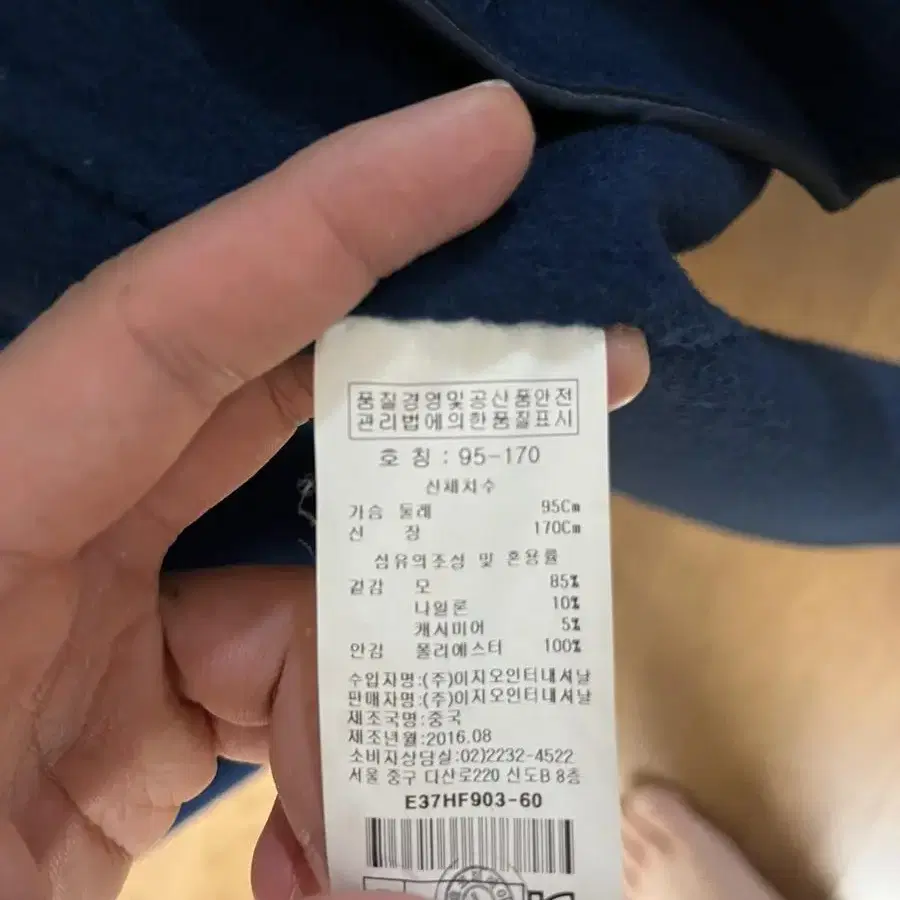 품질경영및공산품안전
관리법에의한품질표시
호 칭 : 95-170
신체치수
가슴 둘레 95Cm
신 장 170Cm
섬유의조성 및 혼용률
겉감 모 85%
나일론 10%
캐시미어 5%
안감 폴리에스터 100%
수입자명:(주)이지오인터내셔날
판매자명:(주)이지오인터내셔날
제조국명:중국
제조년월:2016.08
소비자상담실:02)2232-4522
서울 중구 다산로220 신도B 8층
E37HF903-60